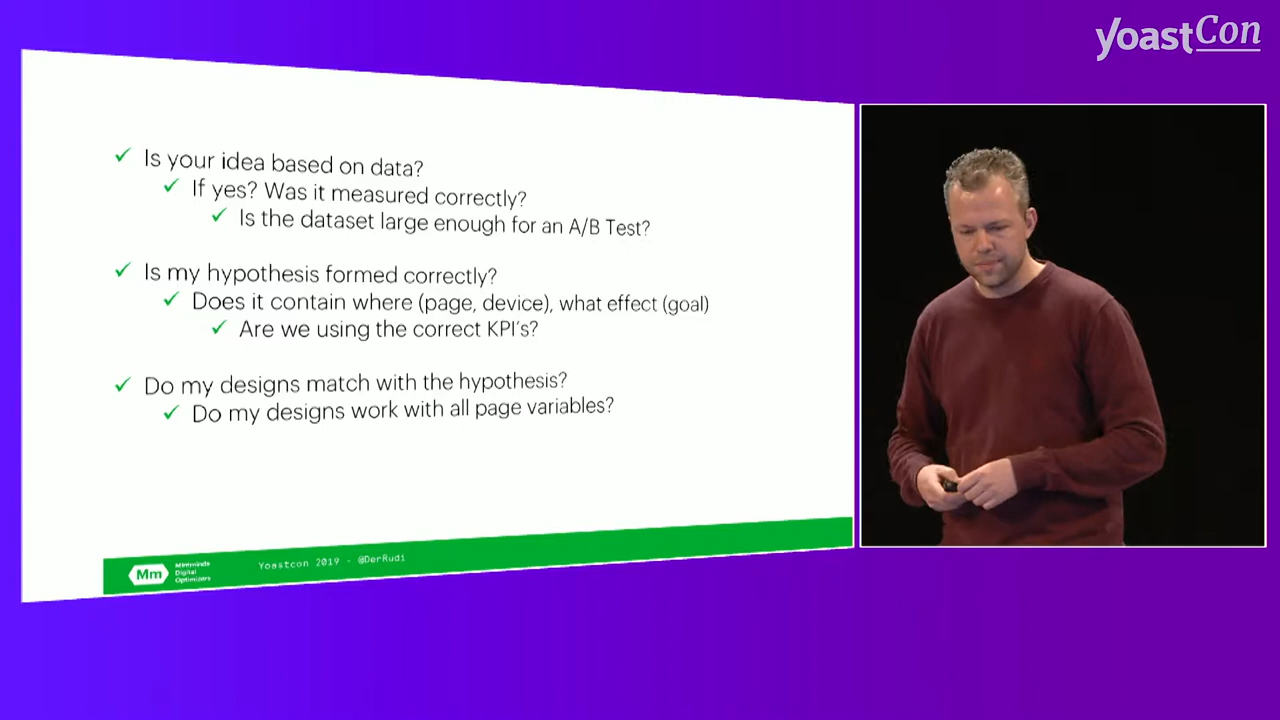 yoastCon
Is your idea based on data?
If yes? Was it measured correctly?
Is the dataset large enough for an A/B Test?
Is my hypothesis formed correctly?
Does it contain where (page, device), what effect (goal)
Are we using the correct KPI's?
Do my designs match with the hypothesis?
Do my designs work with all page variables?
Mm
Mintminds
Digital
Optimizers
Yoastcon 2019 - @DerRudi